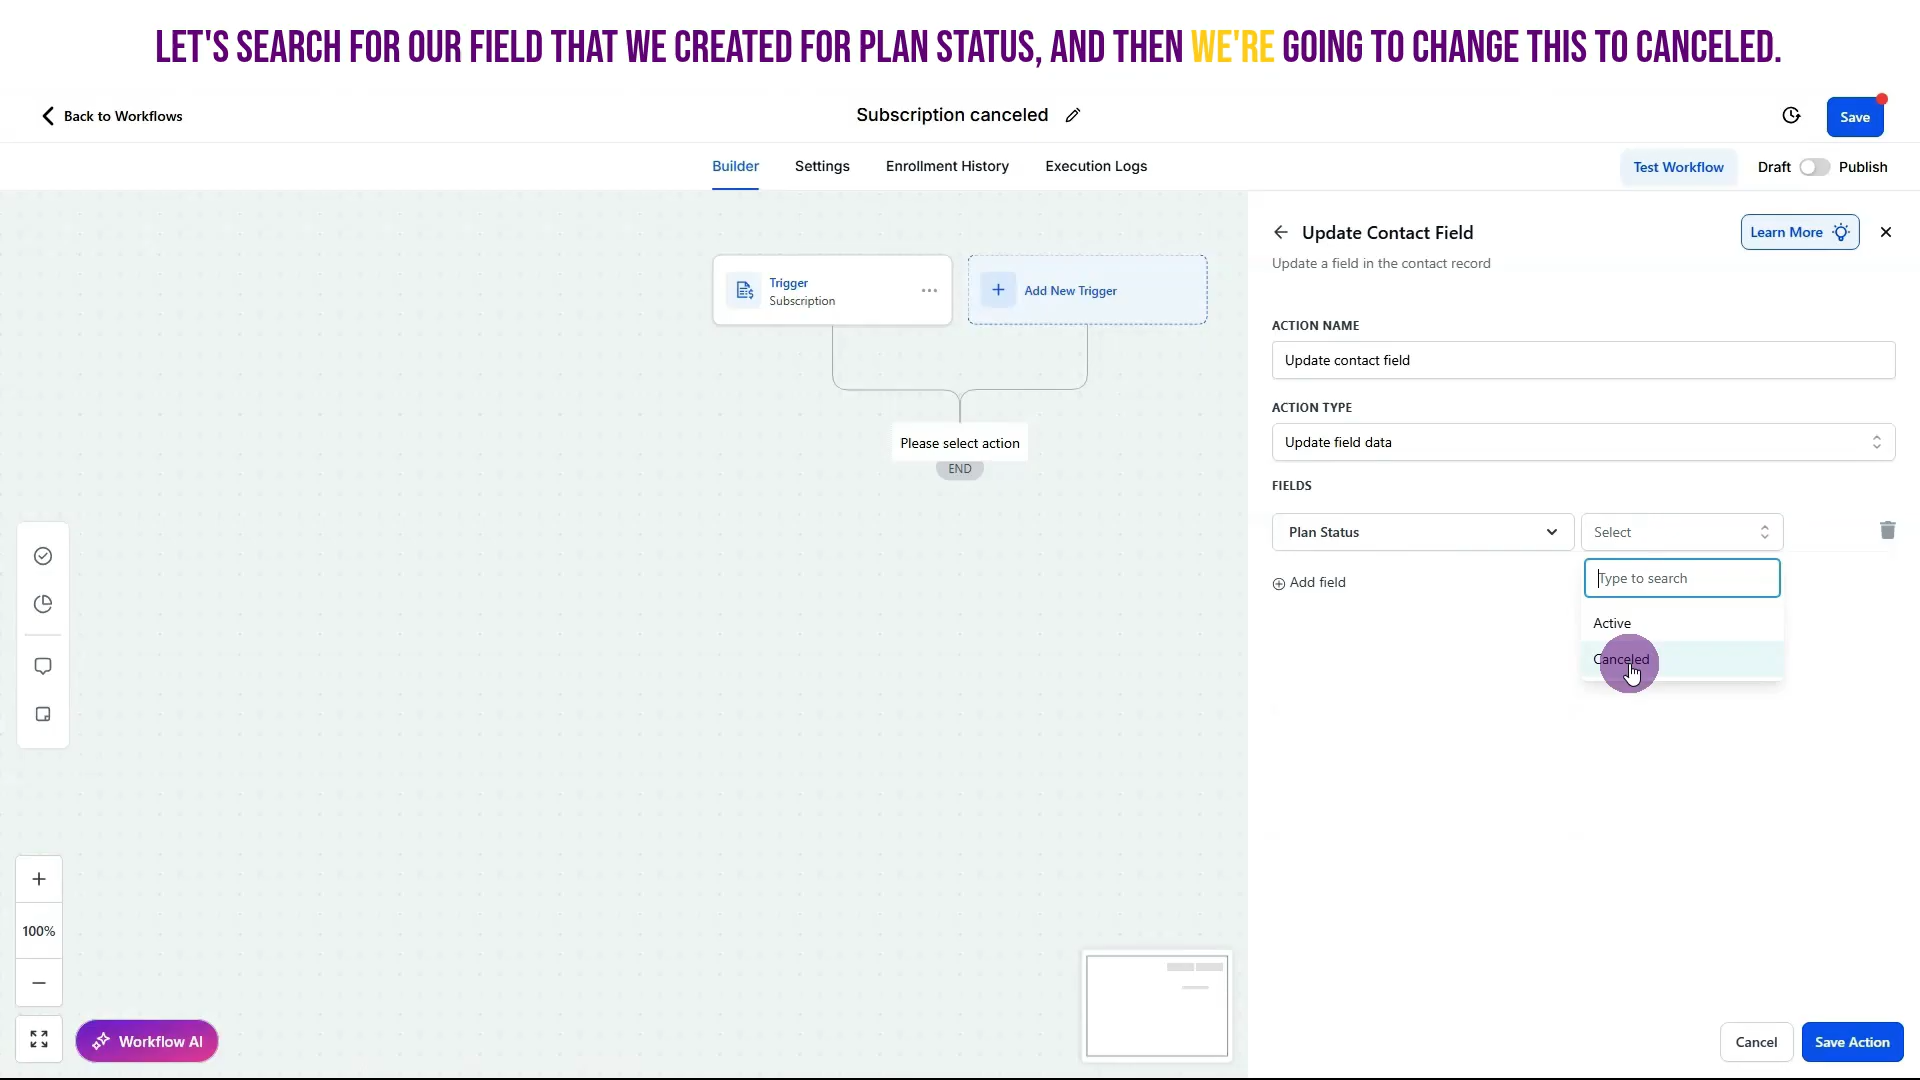 LET'S SEARCH FOR OUR FIELD THAT WE CREATED FOR PLAN STATUS, AND THEN WE'RE GOING TO CHANGE THIS TO CANCELED.
Back to Workflows
Subscription canceled
Save
Builder
Settings
Enrollment History
Execution Logs
Test Workflow
Draft
Publish
Trigger
Subscription
Add New Trigger
Please select action
END
Update Contact Field
Learn More
Update a field in the contact record
ACTION NAME
Update contact field
ACTION TYPE
Update field data
FIELDS
Plan Status
Select
Type to search
Add field
Active
Canceled
100%
Workflow AI
Cancel
Save Action